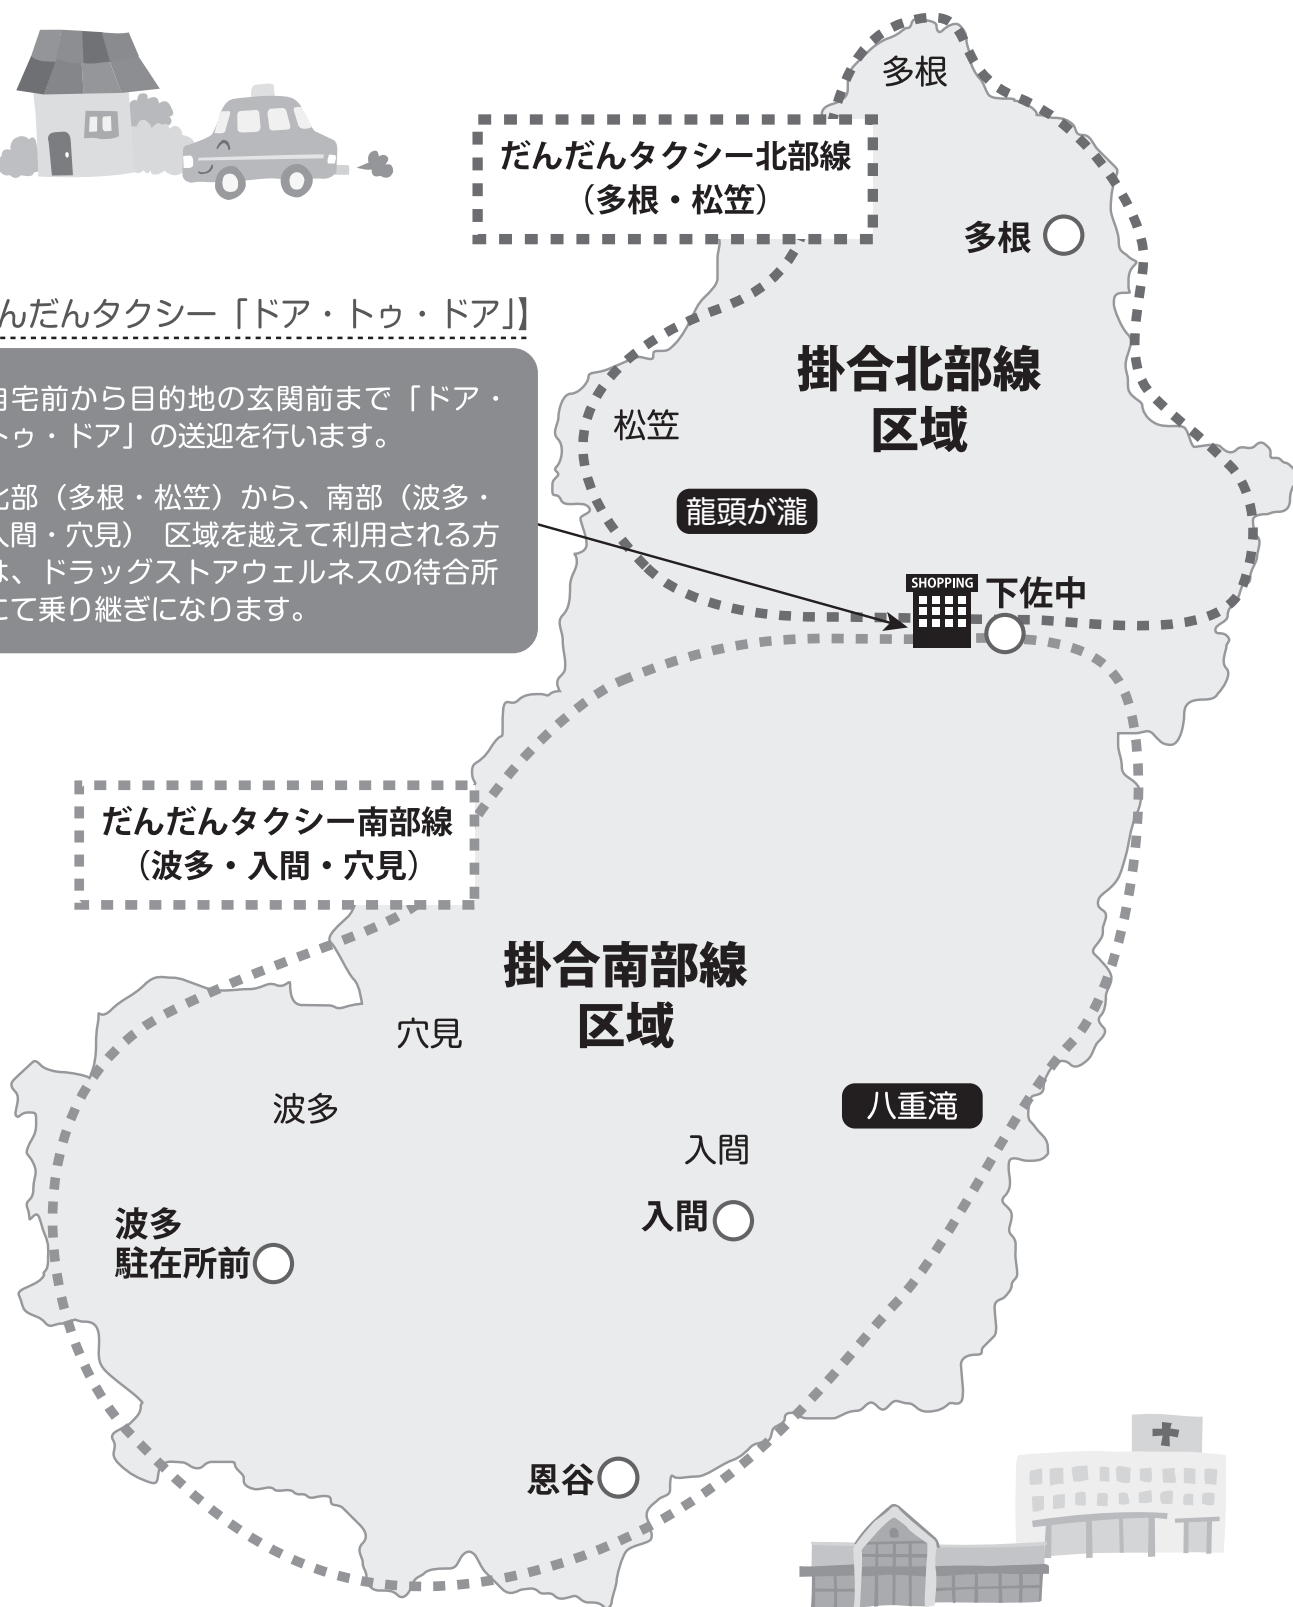 多根
だんだんタクシー北部線
（多根・松笠）
多根
んだんタクシー「ドア・トゥ・ドア」】
自宅前から目的地の玄関前まで「ドア・
トゥ・ドア」の送迎を行います。
北部（多根・松笠）から、南部（波多・
入間・穴見） 区域を越えて利用される方
は、ドラッグストアウェルネスの待合所
にて乗り継ぎになります。
掛合北部線
区域
松笠
龍頭が瀧
SHOPPING
下佐中
だんだんタクシー南部線
（波多・入間・穴見）
掛合南部線
区域
穴見
波多
八重滝
入間
入間
波多
駐在所前
恩谷